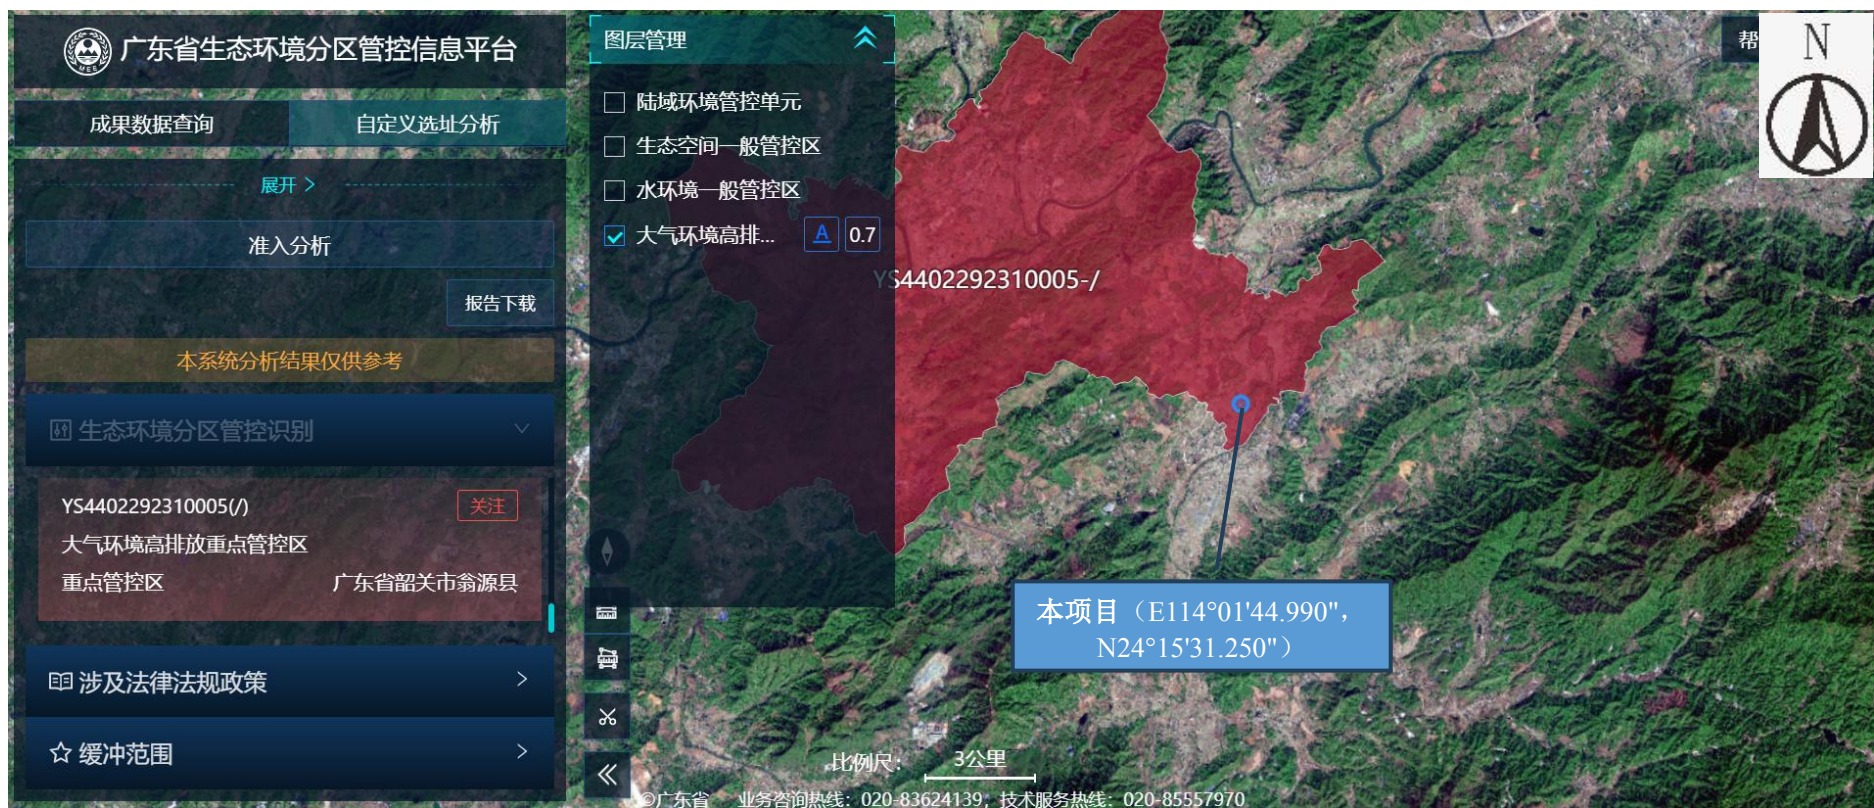 广东省生态环境分区管控信息平台
MEE
成果数据查询
自定义选址分析
展开 >
准入分析
报告下载
本系统分析结果仅供参考
生态环境分区管控识别
YS4402292310005(/)
关注
大气环境高排放重点管控区
重点管控区
广东省韶关市翁源县
涉及法律法规政策
缓冲范围
图层管理
陆域环境管控单元
生态空间一般管控区
水环境一般管控区
大气环境高排...
A
0.7
YS4402292310005-/
帮
N
本项目（E114°01'44.990",
N24°15'31.250"）
比例尺：
3公里
©广东省
业务咨询热线：020-83624139；技术服务热线：020-85557970